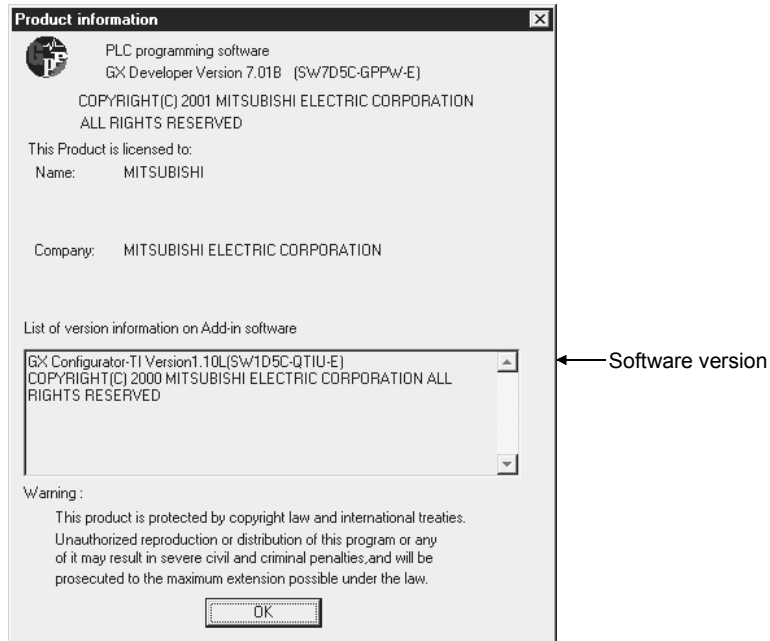 Product information
PLC programming software
GX Developer Version 7.01B (SW7D5C-GPPW-E)
COPYRIGHT(C) 2001 MITSUBISHI ELECTRIC CORPORATION
ALL RIGHTS RESERVED
This Product is licensed to:
Name: MITSUBISHI
Company: MITSUBISHI ELECTRIC CORPORATION
List of version information on Add-in software
GX Configurator-TI Version1.10L(SW1D5C-QTIU-E)
COPYRIGHT(C) 2000 MITSUBISHI ELECTRIC CORPORATION ALL
RIGHTS RESERVED
Software version
Warning :
This product is protected by copyright law and international treaties.
Unauthorized reproduction or distribution of this program or any
of it may result in severe civil and criminal penalties,and will be
prosecuted to the maximum extension possible under the law.
OK